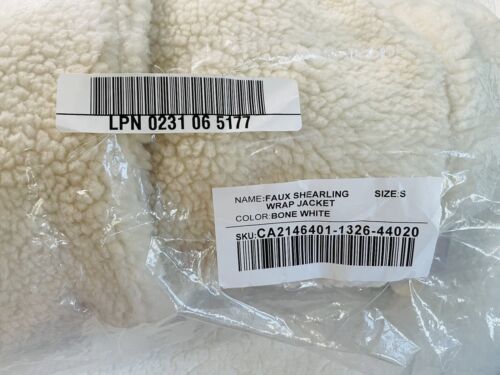 LPN 0231 06 5177
NAME:FAUX SHEARLING SIZE:S
WRAP JACKET
COLOR:BONE WHITE
SKU:CA2146401-1326-44020